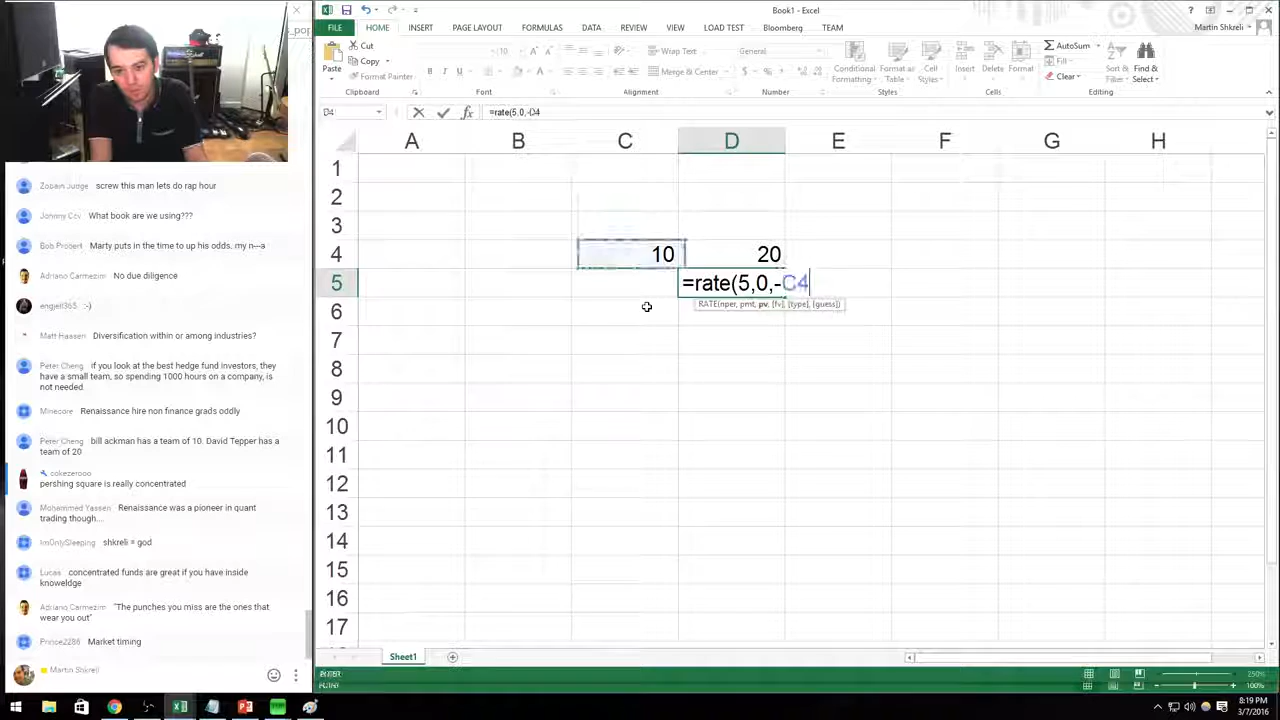 Book1 - Excel
FILE HOME INSERT PAGE LAYOUT FORMULAS DATA REVIEW VIEW LOAD TEST Bloomberg TEAM Martin Shkreli
Paste
Cut
Copy
Format Painter
Clipboard
10
Wrap Text
Merge & Center
Alignment
General
Number
Conditional Formatting
Format as Table
Cell Styles
Styles
Insert Delete Format
Cells
AutoSum
Fill
Clear
Find & Select
Editing
=rate(5,0,-C4
A B C D E F G H
1
2
3
4 10 20
5 =rate(5,0,-C4
RATE(nper, pmt, pv, [fv], [type], [guess])
6
7
8
9
10
11
12
13
14
15
16
17
Sheet1
250%
100%
screw this man lets do rap hour
What book are we using???
Bob Probert Marty puts in the time to up his odds. my n---a
Adriano Carmezim No due diligence
engjell365 :-)
Matt Hassen Diversification within or among industries?
Peter Cheng if you look at the best hedge fund investors, they
have a small team, so spending 1000 hours on a company, is
not needed
Minecore Renaissance hire non finance grads oddly
Peter Cheng bill ackman has a team of 10. David Tepper has a
team of 20
cokezerooo
pershing square is really concentrated
Mohammed Yassen Renaissance was a pioneer in quant
trading though....
ImOnlySleeping shkreli = god
Lucas concentrated funds are great if you have inside
knoweldge
Adriano Carmezim "The punches you miss are the ones that
wear you out"
Prince2286 Market timing
Martin Shkreli
8:19 PM
3/7/2016